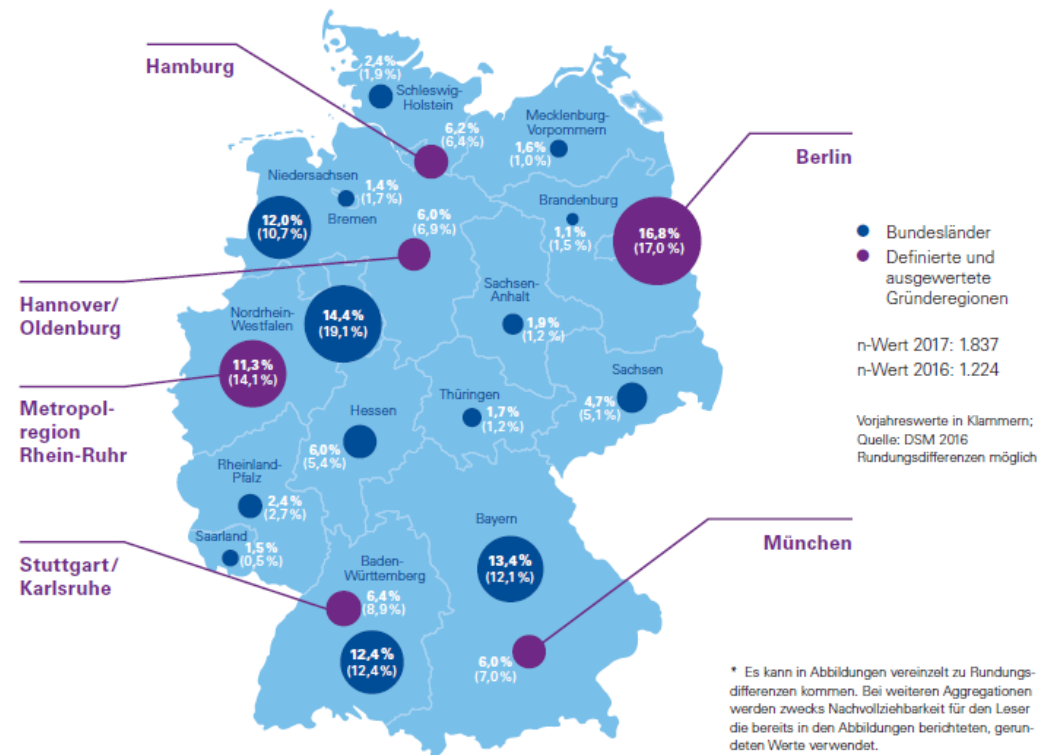 Hamburg
2,4%
(1,9%)
Schleswig-
Holstein
6,2%
(6,4%)
Mecklenburg-
Vorpommern
1,6%
(1,0%)
Berlin
Niedersachsen
1,4%
(1,7%)
Bremen
12,0%
(10,7%)
6,0%
(6,9%)
Brandenburg
1,1%
(1,5%)
16,8%
(17,0%)
Bundesländer
Definierte und
ausgewertete
Gründeregionen
n-Wert 2017: 1.837
n-Wert 2016: 1.224
Vorjahreswerte in Klammern;
Quelle: DSM 2016
Rundungsdifferenzen möglich
Hannover/
Oldenburg
Nordrhein-
Westfalen
14,4%
(19,1%)
Sachsen-
Anhalt
1,9%
(1,2%)
11,3%
(14,1%)
Metropol-
region
Rhein-Ruhr
Sachsen
4,7%
(5,1%)
Thüringen
1,7%
(1,2%)
Hessen
6,0%
(5,4%)
Rheinland-
Pfalz
2,4%
(2,7%)
Saarland
1,5%
(0,5%)
Stuttgart/
Karlsruhe
Baden-
Württemberg
6,4%
(8,9%)
12,4%
(12,4%)
Bayern
13,4%
(12,1%)
München
6,0%
(7,0%)
* Es kann in Abbildungen vereinzelt zu Rundungs-
differenzen kommen. Bei weiteren Aggregationen
werden zwecks Nachvollziehbarkeit für den Leser
die bereits in den Abbildungen berichteten, gerun-
deten Werte verwendet.